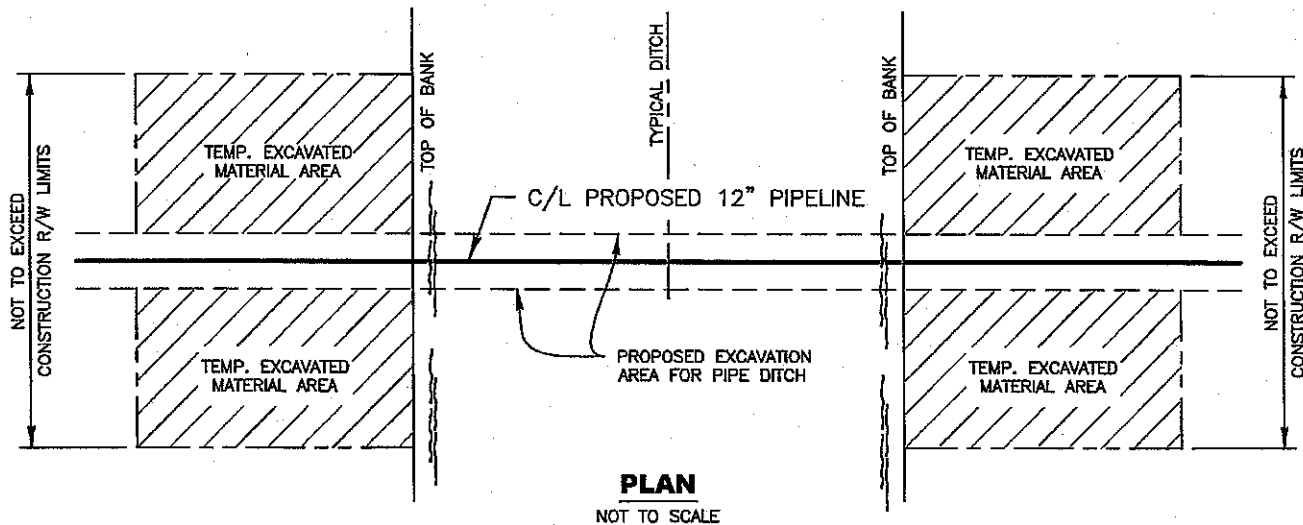 NOT TO EXCEED
CONSTRUCTION R/W LIMITS
TEMP. EXCAVATED
MATERIAL AREA
TOP OF BANK
TYPICAL DITCH
TOP OF BANK
TEMP. EXCAVATED
MATERIAL AREA
NOT TO EXCEED
CONSTRUCTION R/W LIMITS
C/L PROPOSED 12" PIPELINE
TEMP. EXCAVATED
MATERIAL AREA
PROPOSED EXCAVATION
AREA FOR PIPE DITCH
TEMP. EXCAVATED
MATERIAL AREA
PLAN
NOT TO SCALE